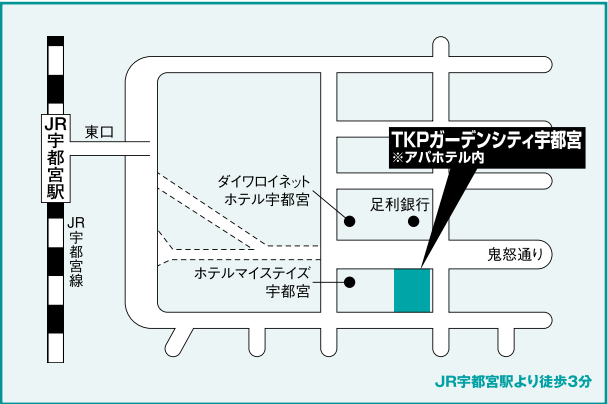 JR宇都宮駅
東口
JR宇都宮線
TKPガーデンシティ宇都宮
※アパホテル内
ダイワロイネット
ホテル宇都宮
足利銀行
鬼怒通り
ホテルマイステイズ
宇都宮
JR宇都宮駅より徒歩3分